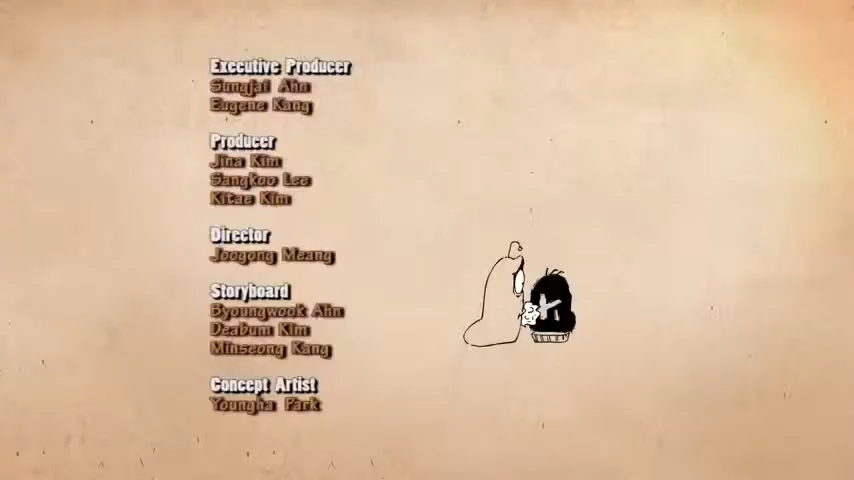 Executive Producer
Sungjai Ahn
Eugene Kang
Producer
Jina Kim
Sangkoo Lee
Kitae Kim
Director
Joogong Meang
Storyboard
Byoungwook Ahn
Deabum Kim
Minseong Kang
Concept Artist
Youngha Park